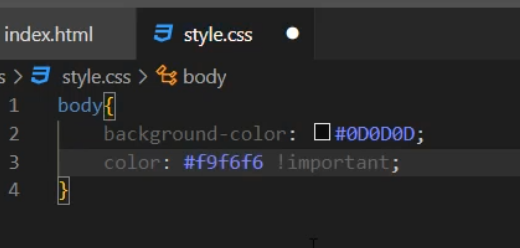 index.html style.css
s > style.css > body
1 body{
2 background-color: #0D0D0D;
3 color: #f9f6f6 !important;
4 }